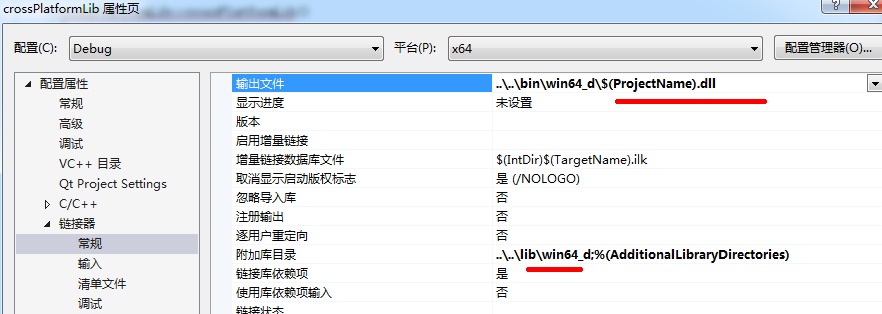 crossPlatformLib 属性页
?
配置(C):
Debug
平台(P):
x64
配置管理器(O)...
配置属性
常规
高级
调试
VC++ 目录
Qt Project Settings
C/C++
链接器
常规
输入
清单文件
调试
输出文件 ..\..\bin\win64_d\$(ProjectName).dll
显示进度 未设置
版本
启用增量链接
增量链接数据库文件 $(IntDir)$(TargetName).ilk
取消显示启动版权标志 是 (/NOLOGO)
忽略导入库 否
注册输出 否
逐用户重定向 否
附加库目录 ..\..\lib\win64_d;%(AdditionalLibraryDirectories)
链接库依赖项 是
使用库依赖项输入 否
链接状态